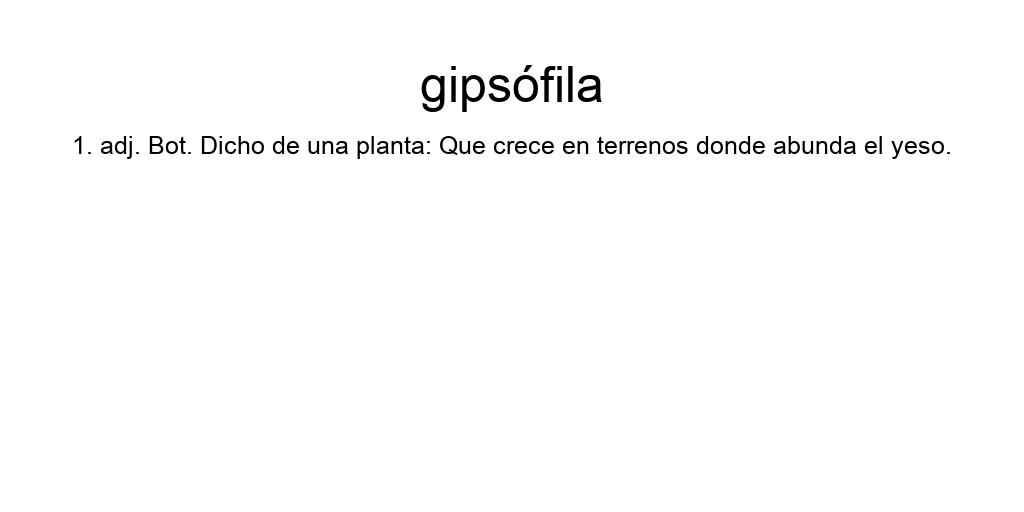 gipsófila
1. adj. Bot. Dicho de una planta: Que crece en terrenos donde abunda el yeso.